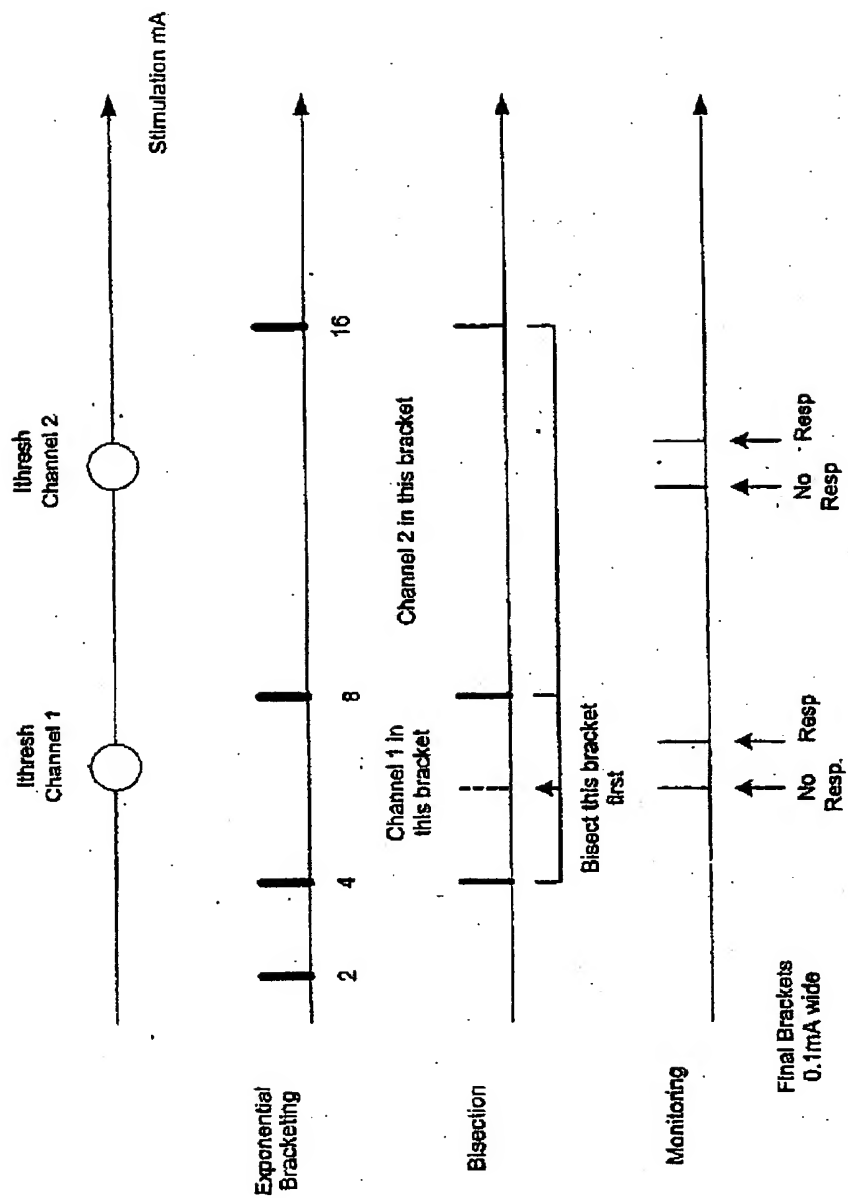 Ithresh
Channel 1
Ithresh
Channel 2
Stimulation mA
Exponential
Bracketing
2
4
8
16
Bisection
Channel 1 in
this bracket
Channel 2 in this bracket
Bisect this bracket
first
Monitoring
No
Resp.
Resp
No
Resp
Resp
Final Brackets
0.1mA wide